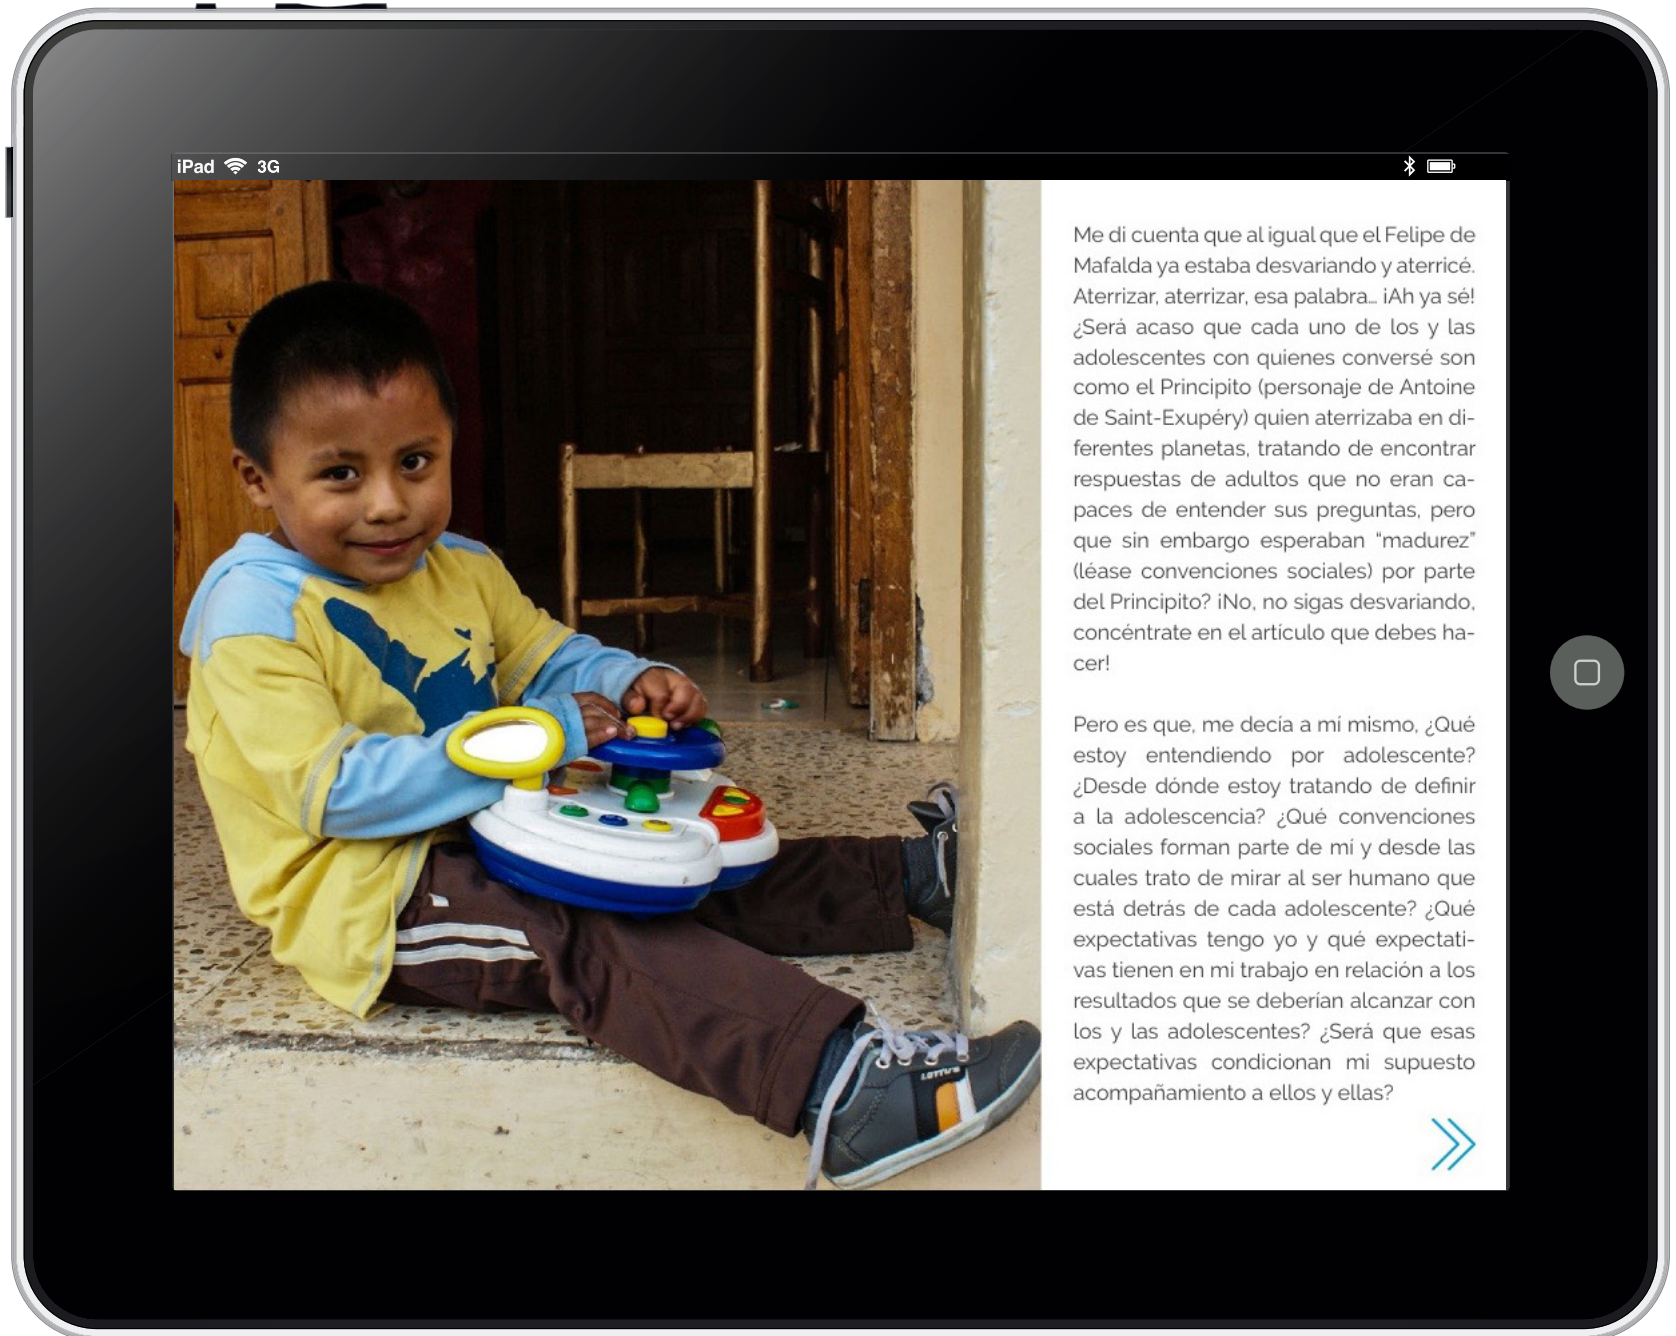 iPad 3G
Me di cuenta que al igual que el Felipe de
Mafalda ya estaba desvariando y aterricé.
Aterrizar, aterrizar, esa palabra... ¡Ah ya sé!
¿Será acaso que cada uno de los y las
adolescentes con quienes conversé son
como el Principito (personaje de Antoine
de Saint-Exupéry) quien aterrizaba en di-
ferentes planetas, tratando de encontrar
respuestas de adultos que no eran ca-
paces de entender sus preguntas, pero
que sin embargo esperaban “madurez”
(léase convenciones sociales) por parte
del Principito? ¡No, no sigas desvariando,
concéntrate en el artículo que debes ha-
cer!
Pero es que, me decía a mí mismo, ¿Qué
estoy entendiendo por adolescente?
¿Desde dónde estoy tratando de definir
a la adolescencia? ¿Qué convenciones
sociales forman parte de mí y desde las
cuales trato de mirar al ser humano que
está detrás de cada adolescente? ¿Qué
expectativas tengo yo y qué expectati-
vas tienen en mi trabajo en relación a los
resultados que se deberían alcanzar con
los y las adolescentes? ¿Será que esas
expectativas condicionan mi supuesto
acompañamiento a ellos y ellas?